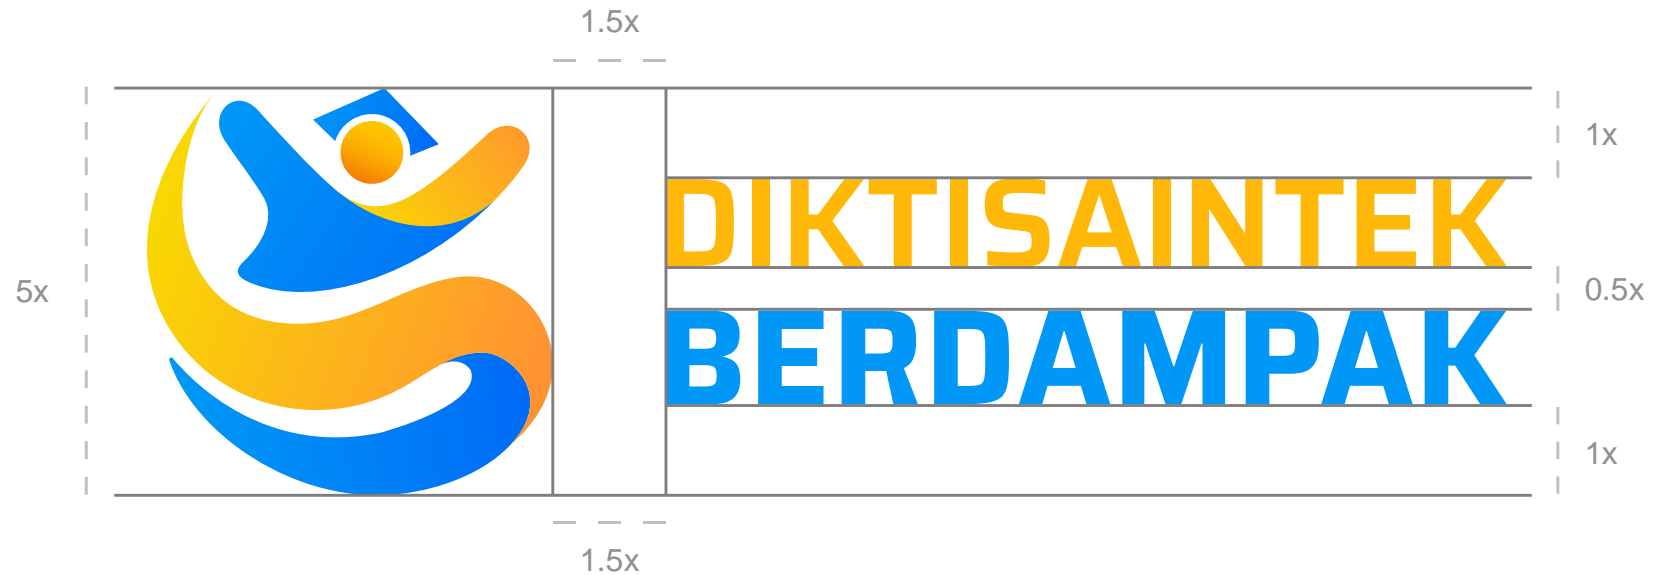 1.5x
1x
DIKTISAINTEK
5x
0.5x
BERDAMPAK
1x
1.5x